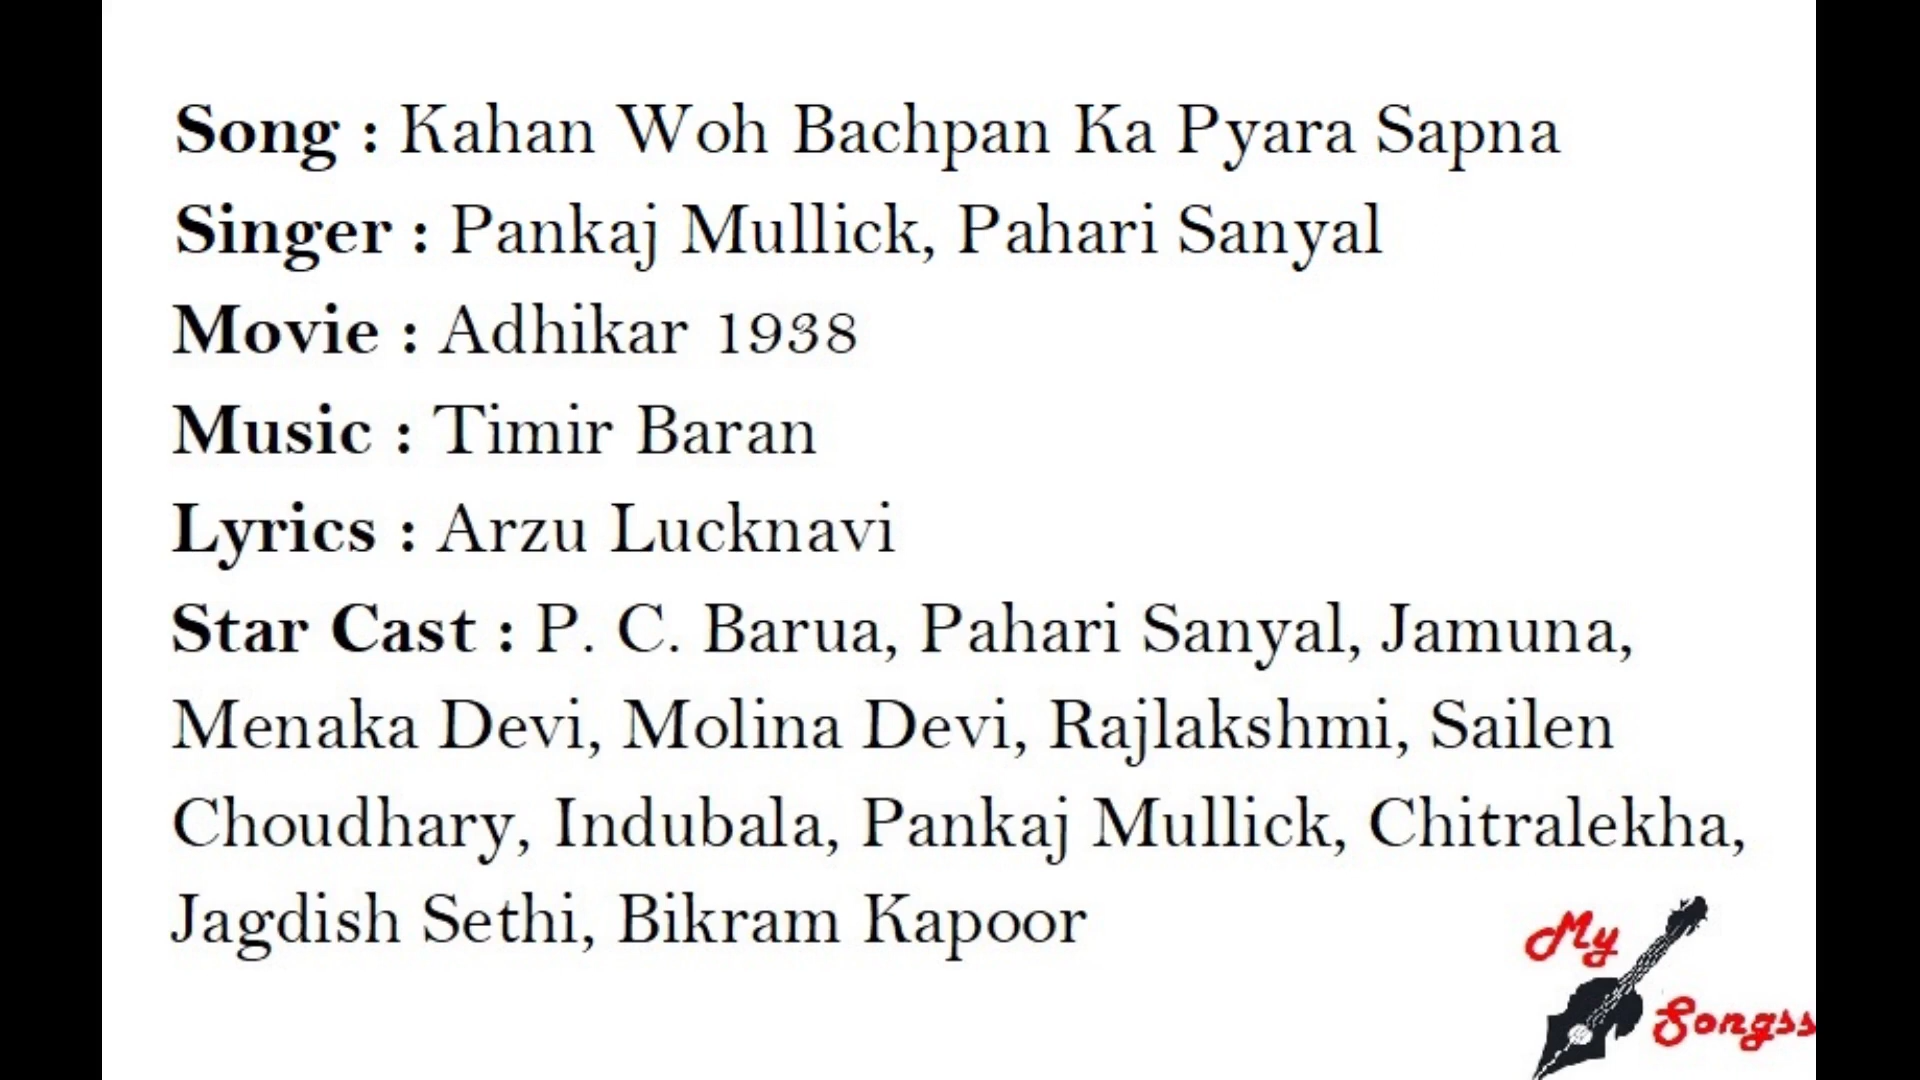 Song : Kahan Woh Bachpan Ka Pyara Sapna
Singer : Pankaj Mullick, Pahari Sanyal
Movie : Adhikar 1938
Music : Timir Baran
Lyrics : Arzu Lucknavi
Star Cast : P. C. Barua, Pahari Sanyal, Jamuna,
Menaka Devi, Molina Devi, Rajlakshmi, Sailen
Choudhary, Indubala, Pankaj Mullick, Chitralekha,
Jagdish Sethi, Bikram Kapoor
My
Songss